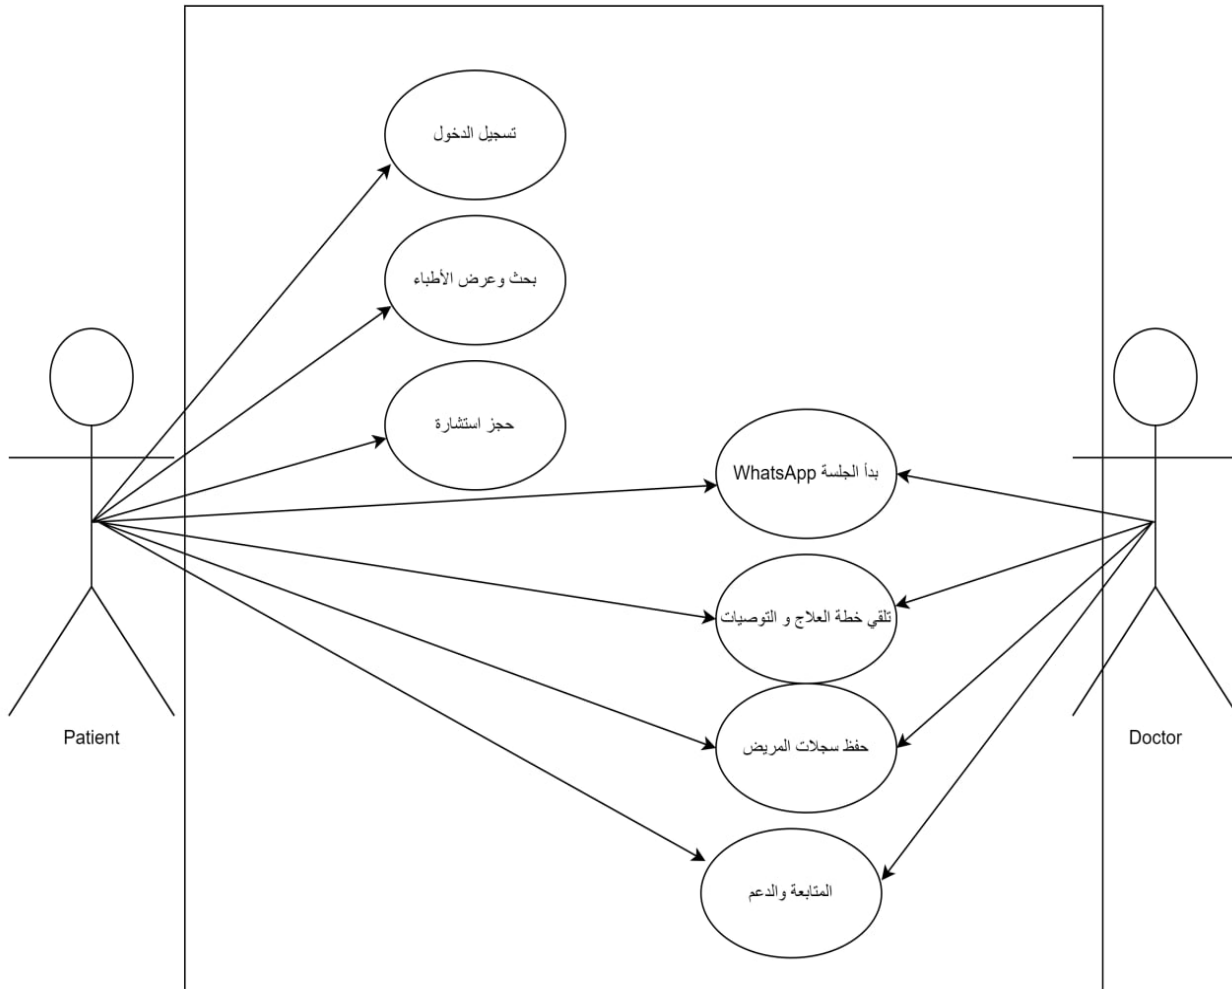 تسجيل الدخول
بحث وعرض الأطباء
حجز استشارة
بدأ الجلسة WhatsApp
تلقي خطة العلاج و التوصيات
حفظ سجلات المريض
المتابعة والدعم
Patient
Doctor